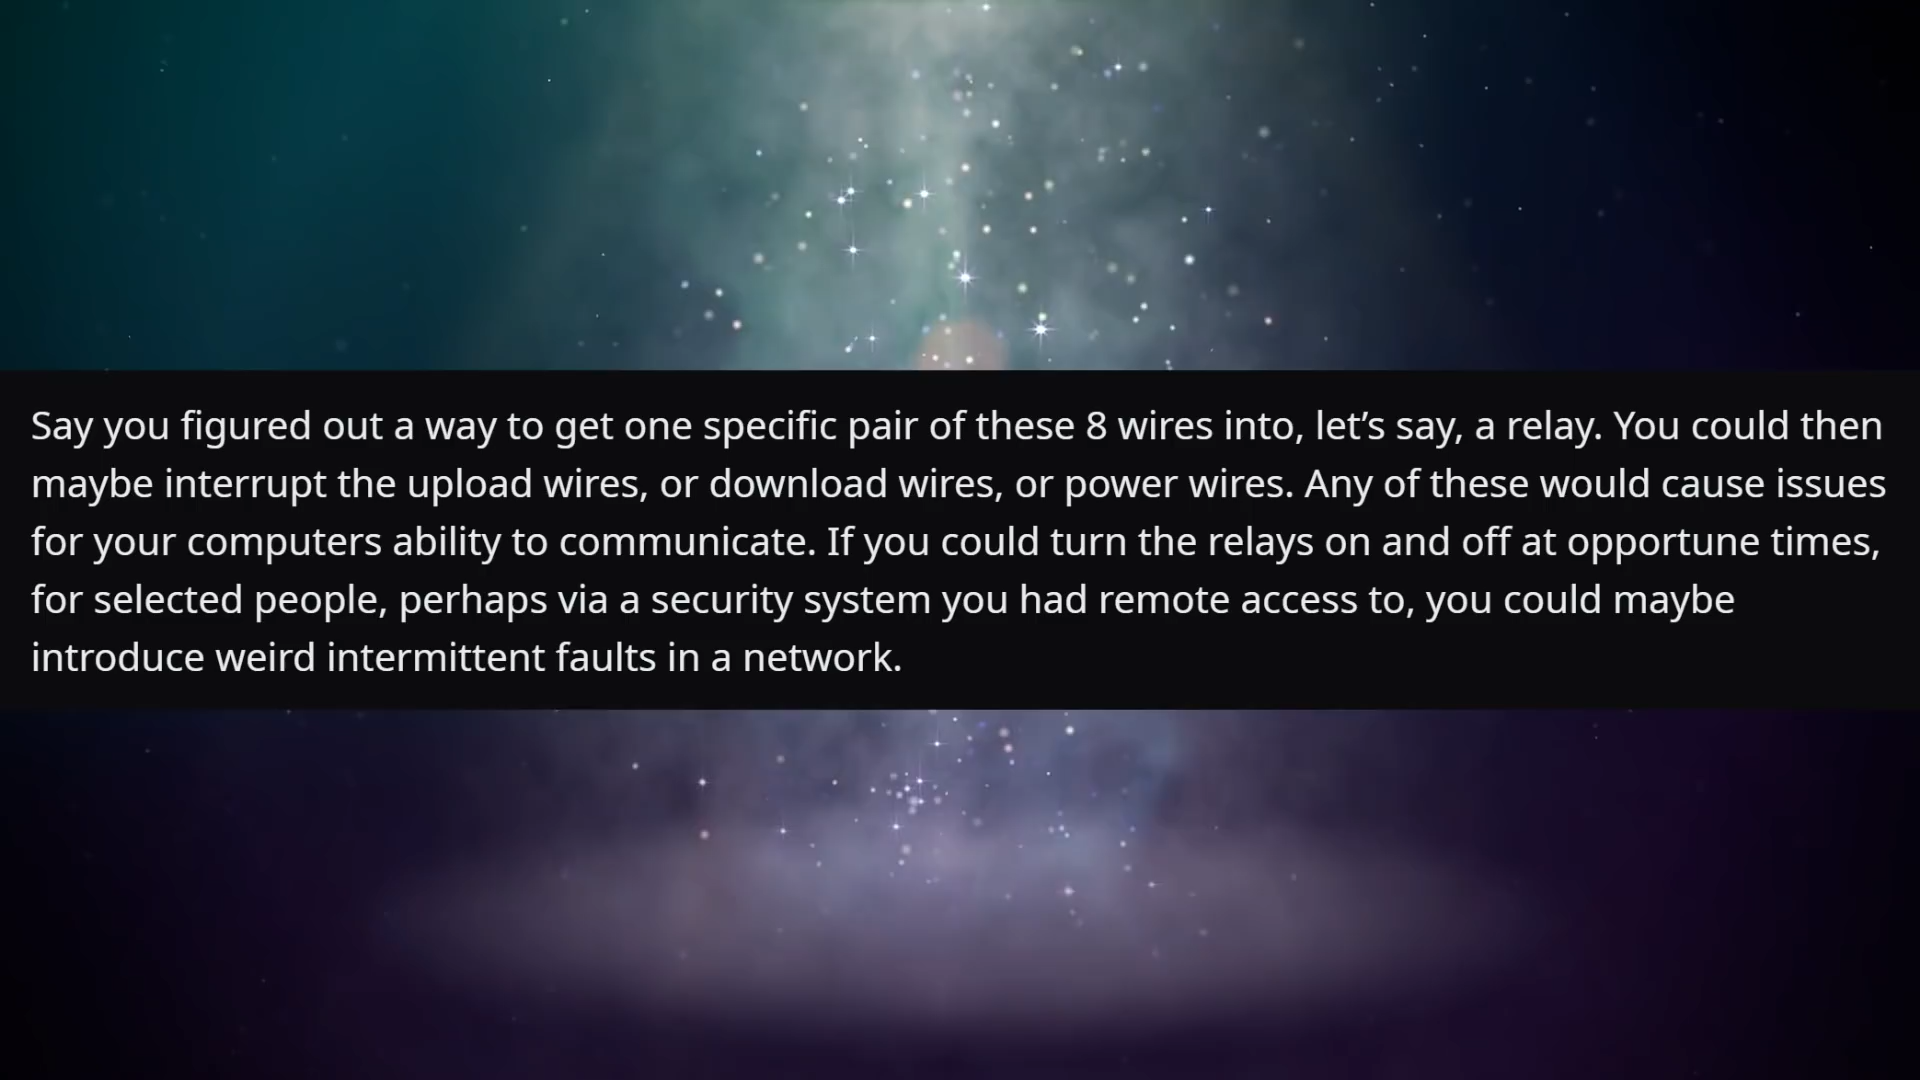 Say you figured out a way to get one specific pair of these 8 wires into, let’s say, a relay. You could then
maybe interrupt the upload wires, or download wires, or power wires. Any of these would cause issues
for your computers ability to communicate. If you could turn the relays on and off at opportune times,
for selected people, perhaps via a security system you had remote access to, you could maybe
introduce weird intermittent faults in a network.